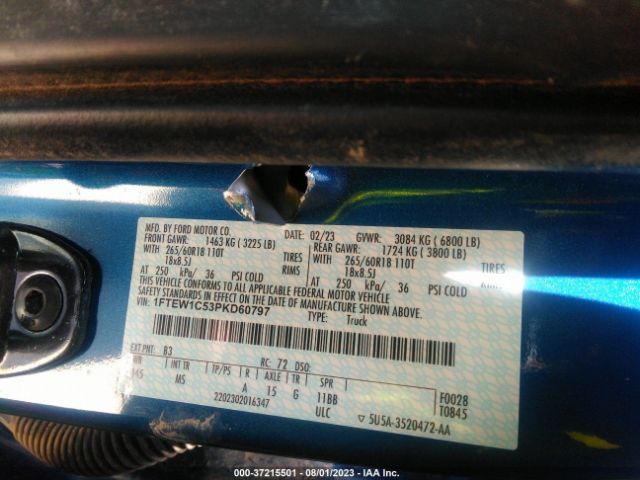 MFD. BY FORD MOTOR CO.
DATE: 02/23 GVWR: 3084 KG ( 6800 LB)
FRONT GAWR: 1463 KG ( 3225 LB) REAR GAWR: 1724 KG ( 3800 LB)
WITH WITH
265/60R18 110T TIRES 265/60R18 110T TIRES
18x8.5J RIMS 18x8.5J RIMS
AT 250 kPa/ 36 PSI COLD AT 250 kPa/ 36 PSI COLD
THIS VEHICLE CONFORMS TO ALL APPLICABLE FEDERAL MOTOR VEHICLE
SAFETY STANDARDS IN EFFECT ON THE DATE OF MANUFACTURE SHOWN ABOVE.
VIN: 1FTEW1C53PKD60797
TYPE: Truck
EXT PNT: B3 RC: 72 DSO:
WB INT TR TP/PS R AXLE TR SPR F0028
145 MS A 15 G 11BB T0845
2202302016347 ULC ▽ 5U5A-3520472-AA
000-37215501 - 08/01/2023 - IAA Inc.